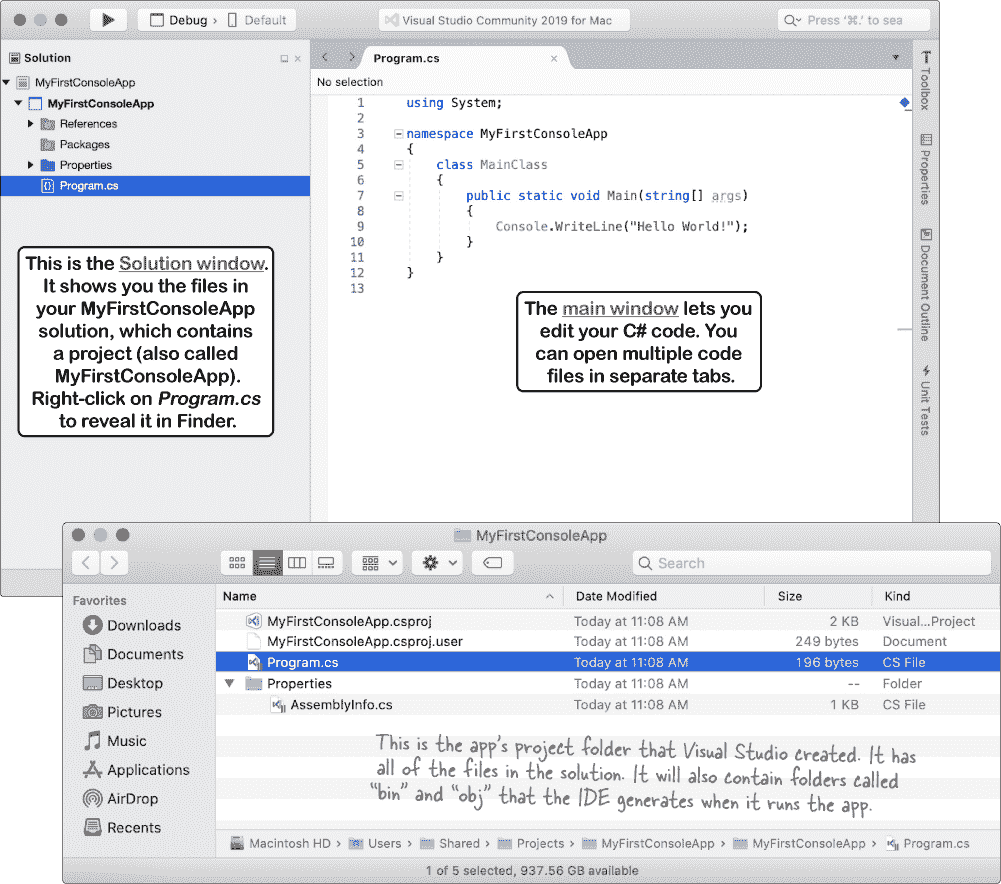 Debug › Default
Visual Studio Community 2019 for Mac
Press ‘⌘.’ to sea
Solution
Program.cs
No selection
MyFirstConsoleApp
MyFirstConsoleApp
References
Packages
Properties
Program.cs
1 using System;
2
3 namespace MyFirstConsoleApp
4 {
5 class MainClass
6 {
7 public static void Main(string[] args)
8 {
9 Console.WriteLine("Hello World!");
10 }
11 }
12 }
13
Toolbox
Properties
Document Outline
Unit Tests
This is the Solution window.
It shows you the files in
your MyFirstConsoleApp
solution, which contains
a project (also called
MyFirstConsoleApp).
Right-click on Program.cs
to reveal it in Finder.
The main window lets you
edit your C# code. You
can open multiple code
files in separate tabs.
MyFirstConsoleApp
Search
Favorites
Downloads
Documents
Desktop
Pictures
Music
Applications
AirDrop
Recents
Name Date Modified Size Kind
MyFirstConsoleApp.csproj Today at 11:08 AM 2 KB Visual...Project
MyFirstConsoleApp.csproj.user Today at 11:08 AM 249 bytes Document
Program.cs Today at 11:08 AM 196 bytes CS File
Properties Today at 11:08 AM -- Folder
AssemblyInfo.cs Today at 11:08 AM 1 KB CS File
This is the app's project folder that Visual Studio created. It has
all of the files in the solution. It will also contain folders called
“bin” and “obj” that the IDE generates when it runs the app.
Macintosh HD › Users › Shared › Projects › MyFirstConsoleApp › MyFirstConsoleApp › Program.cs
1 of 5 selected, 937.56 GB available